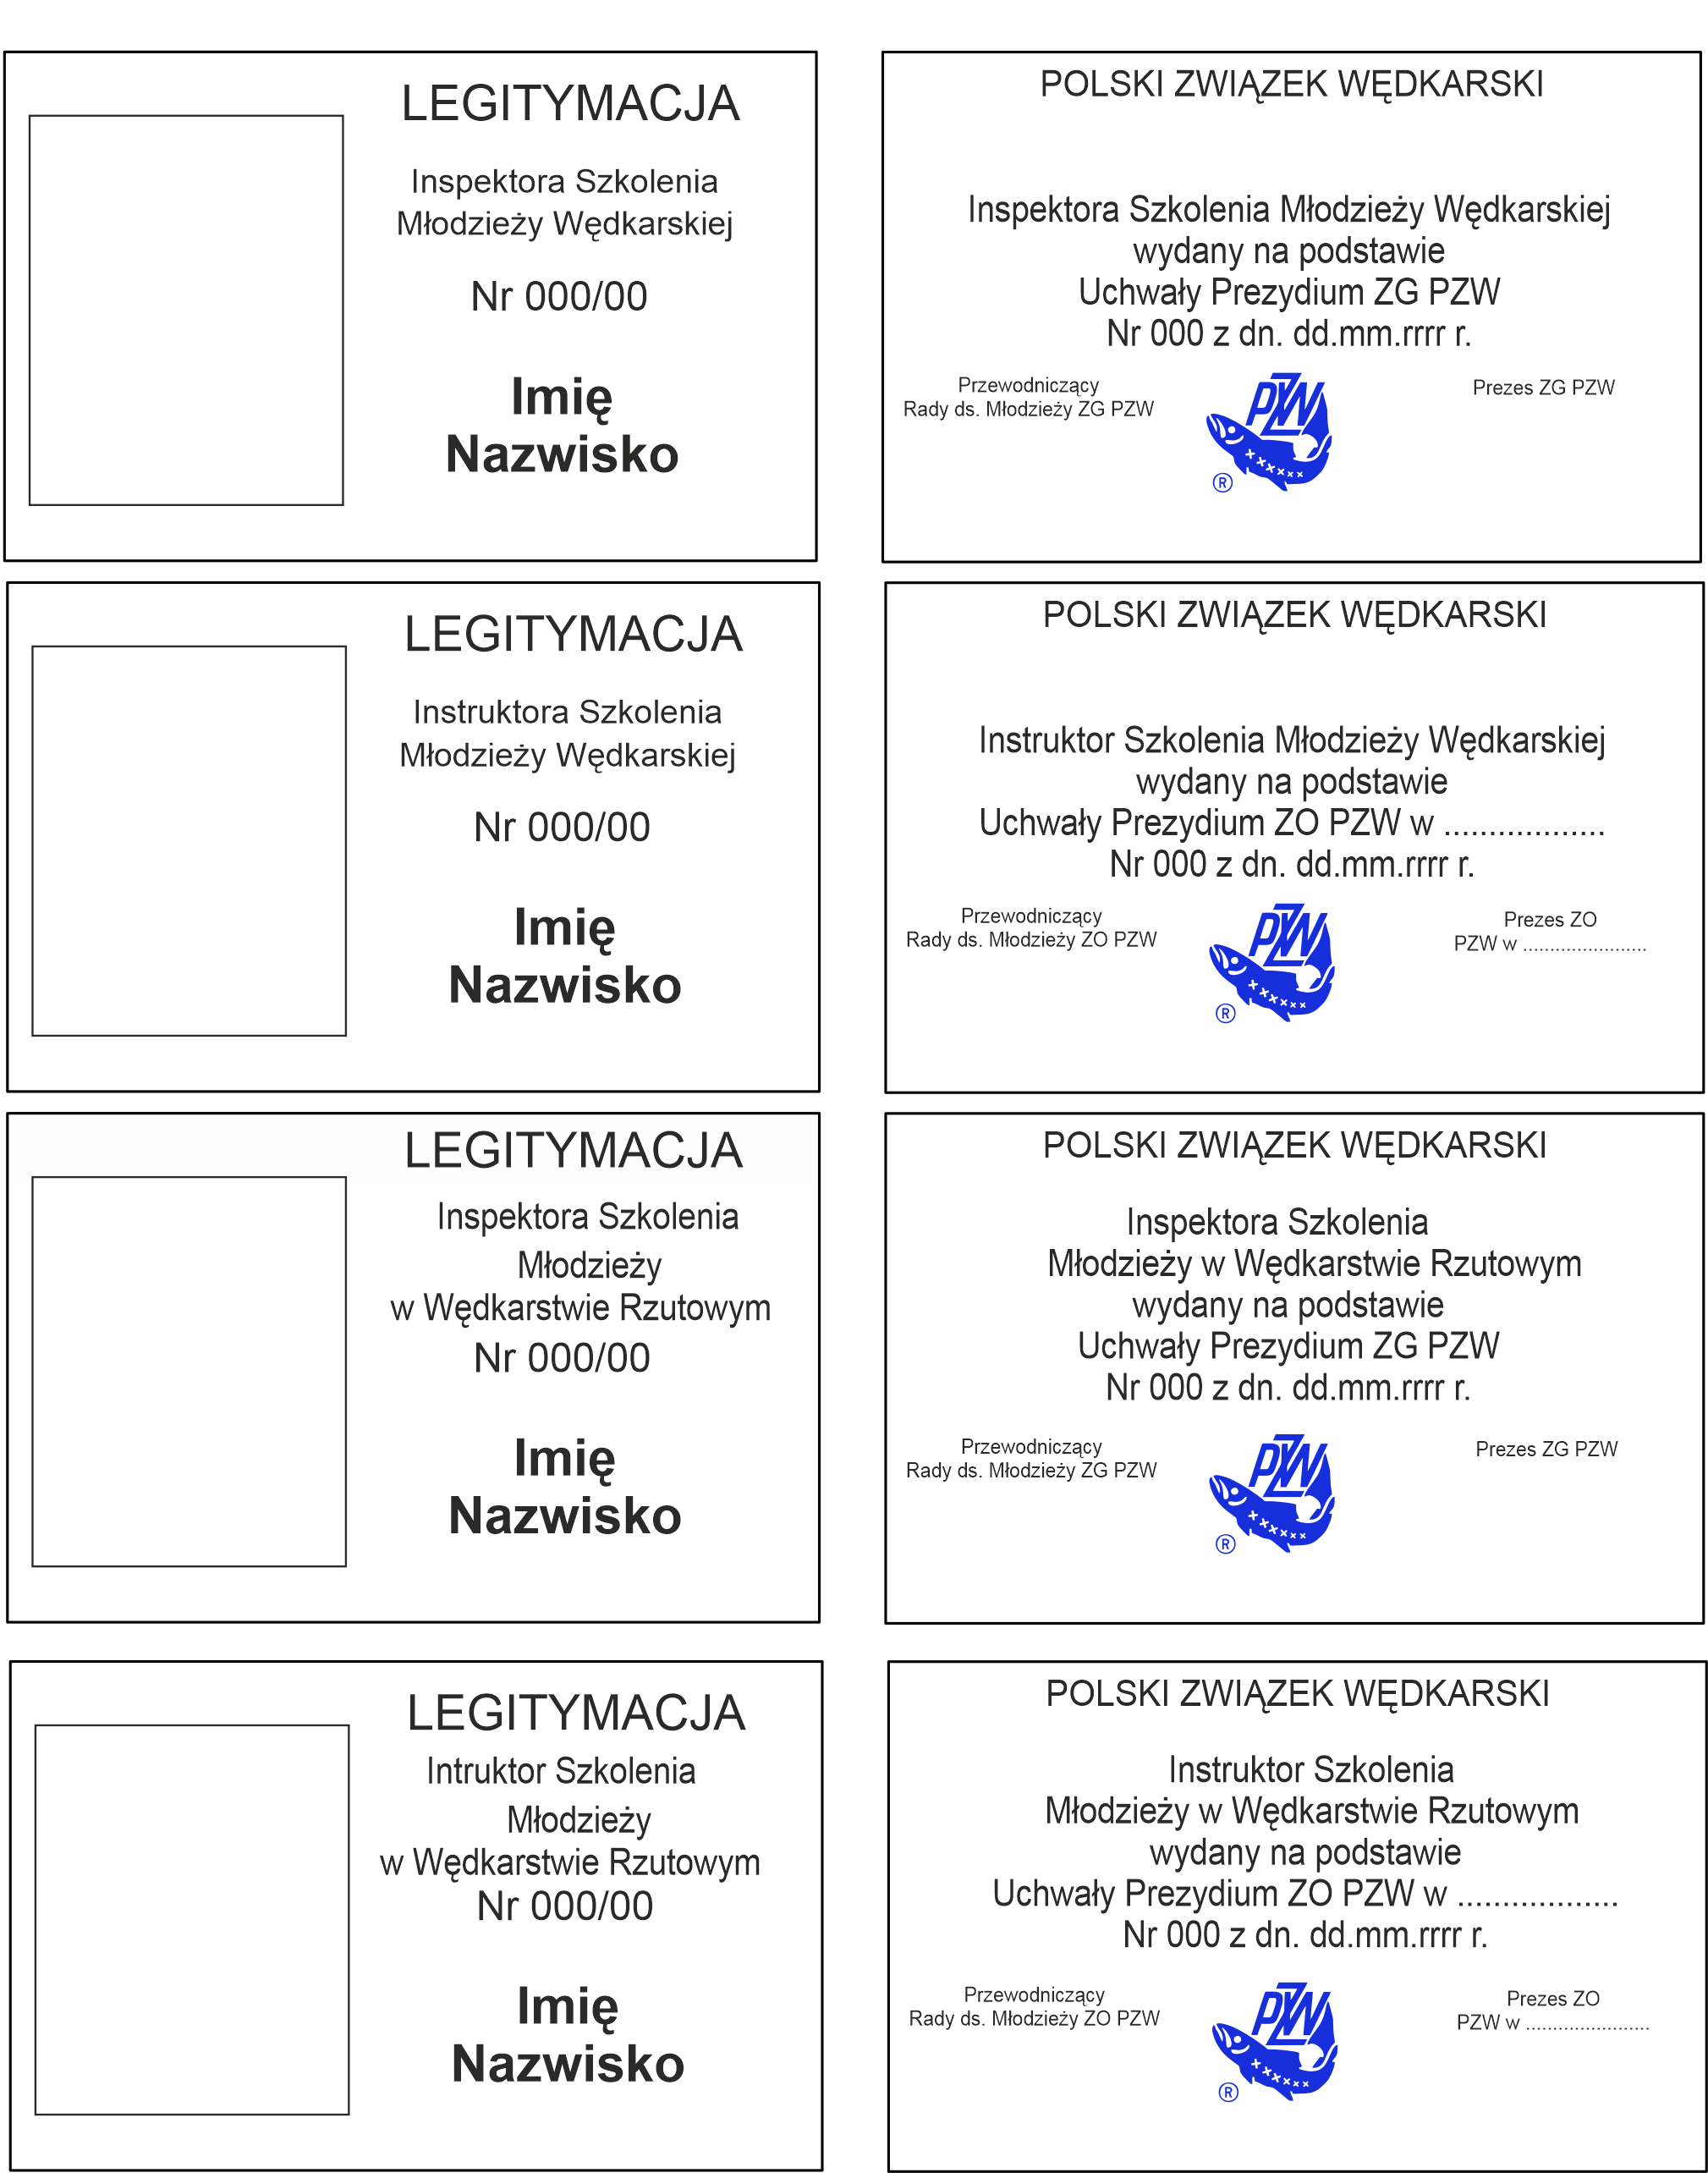 LEGITYMACJA
Inspektora Szkolenia
Młodzieży Wędkarskiej
Nr 000/00
Imię
Nazwisko
POLSKI ZWIĄZEK WĘDKARSKI
Inspektora Szkolenia Młodzieży Wędkarskiej
wydany na podstawie
Uchwały Prezydium ZG PZW
Nr 000 z dn. dd.mm.rrrr r.
Przewodniczący
Rady ds. Młodzieży ZG PZW
PZW
®
Prezes ZG PZW
LEGITYMACJA
Instruktora Szkolenia
Młodzieży Wędkarskiej
Nr 000/00
Imię
Nazwisko
POLSKI ZWIĄZEK WĘDKARSKI
Instruktor Szkolenia Młodzieży Wędkarskiej
wydany na podstawie
Uchwały Prezydium ZO PZW w ..................
Nr 000 z dn. dd.mm.rrrr r.
Przewodniczący
Rady ds. Młodzieży ZO PZW
PZW
®
Prezes ZO
PZW w .......................
LEGITYMACJA
Inspektora Szkolenia
Młodzieży
w Wędkarstwie Rzutowym
Nr 000/00
Imię
Nazwisko
POLSKI ZWIĄZEK WĘDKARSKI
Inspektora Szkolenia
Młodzieży w Wędkarstwie Rzutowym
wydany na podstawie
Uchwały Prezydium ZG PZW
Nr 000 z dn. dd.mm.rrrr r.
Przewodniczący
Rady ds. Młodzieży ZG PZW
PZW
®
Prezes ZG PZW
LEGITYMACJA
Intruktor Szkolenia
Młodzieży
w Wędkarstwie Rzutowym
Nr 000/00
Imię
Nazwisko
POLSKI ZWIĄZEK WĘDKARSKI
Instruktor Szkolenia
Młodzieży w Wędkarstwie Rzutowym
wydany na podstawie
Uchwały Prezydium ZO PZW w ..................
Nr 000 z dn. dd.mm.rrrr r.
Przewodniczący
Rady ds. Młodzieży ZO PZW
PZW
®
Prezes ZO
PZW w .......................